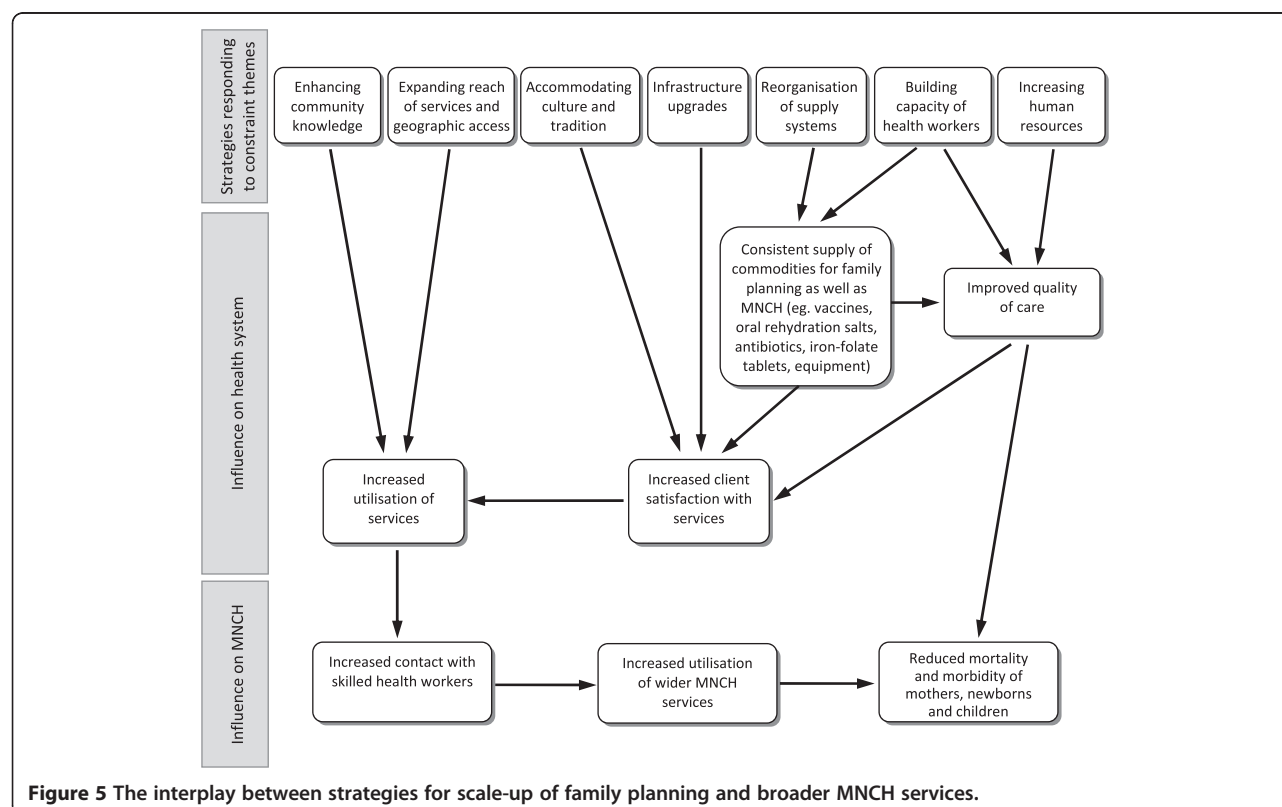 Strategies responding
to constraint themes
Enhancing
community
knowledge
Expanding reach
of services and
geographic access
Accommodating
culture and
tradition
Infrastructure
upgrades
Reorganisation
of supply
systems
Building
capacity of
health workers
Increasing
human
resources
Influence on health system
Consistent supply of
commodities for family
planning as well as
MNCH (eg. vaccines,
oral rehydration salts,
antibiotics, iron-folate
tablets, equipment)
Improved quality
of care
Increased
utilisation of
services
Increased client
satisfaction with
services
Influence on MNCH
Increased contact with
skilled health workers
Increased utilisation
of wider MNCH
services
Reduced mortality
and morbidity of
mothers, newborns
and children
Figure 5 The interplay between strategies for scale-up of family planning and broader MNCH services.